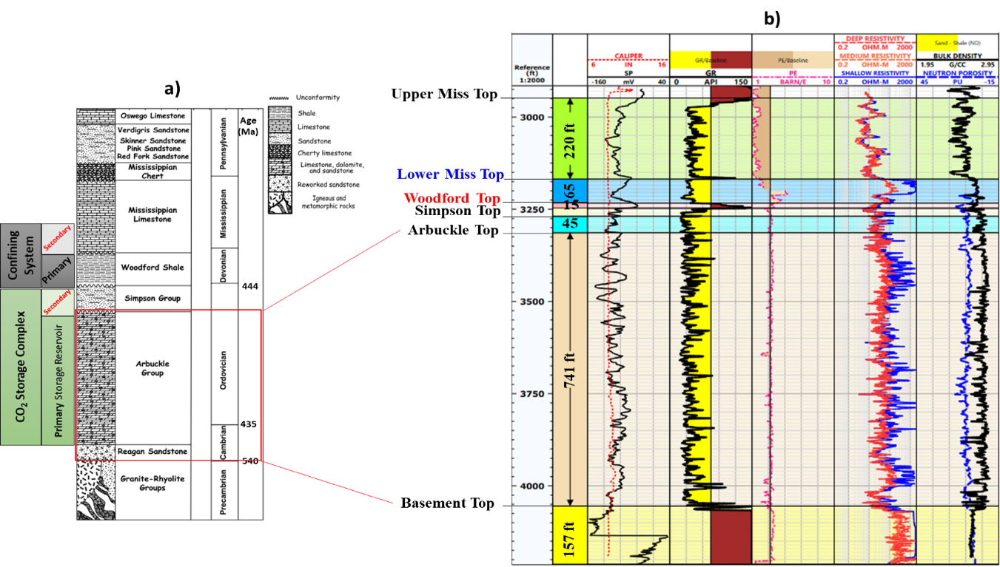 a)
Oswego Limestone
Verdigris Sandstone
Skinner Sandstone
Pink Sandstone
Red Fork Sandstone
Mississippian
Chert
Mississippian
Limestone
Woodford Shale
Simpson Group
Arbuckle
Group
Reagan Sandstone
Granite-Rhyolite
Groups
Pennsylvanian
Mississippian
Devonian
Ordovician
Cambrian
Precambrian
Age
(Ma)
444
435
540
Unconformity
Shale
Limestone
Sandstone
Cherty limestone
Limestone, dolomite,
and sandstone
Reworked sandstone
Igneous and
metamorphic rocks
Confining
System
Secondary
Primary
CO2 Storage Complex
Secondary
Primary Storage Reservoir
b)
Reference
(ft)
1:2000
CALIPER
6 IN 16
SP
-160 mV 40
GR/Baseline
GR
0 API 150
PE/Baseline
PE
1 BARN/E 10
DEEP RESISTIVITY
0.2 OHM.M 2000
MEDIUM RESISTIVITY
0.2 OHM-M 2000
SHALLOW RESISTIVITY
0.2 OHM-M 2000
Sand - Shale (ND)
BULK DENSITY
1.95 G/CC 2.95
NEUTRON POROSITY
45 PU -15
Upper Miss Top
Lower Miss Top
Woodford Top
Simpson Top
Arbuckle Top
Basement Top
3000
3250
3500
3750
4000
220 ft
65
15
45
741 ft
157 ft